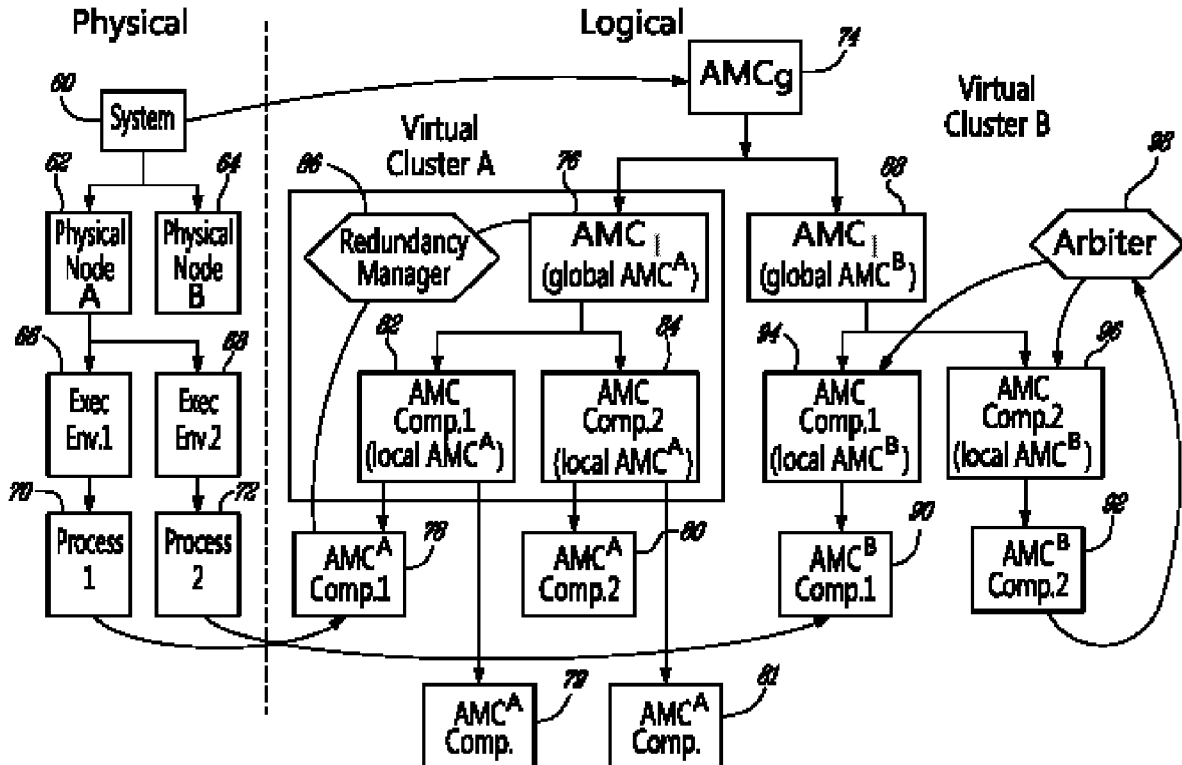 Physical
Logical
74
AMCg
60
System
Virtual
Cluster A
Virtual
Cluster B
62
64
86
76
88
98
Physical
Node
A
Physical
Node
B
Redundancy
Manager
AMC l
(global AMC^A)
AMC l
(global AMC^B)
Arbiter
66
68
82
84
94
96
Exec
Env.1
Exec
Env.2
AMC
Comp.1
(local AMC^A)
AMC
Comp.2
(local AMC^A)
AMC
Comp.1
(local AMC^B)
AMC
Comp.2
(local AMC^B)
70
72
78
80
90
92
Process
1
Process
2
AMC^A
Comp.1
AMC^A
Comp.2
AMC^B
Comp.1
AMC^B
Comp.2
79
81
AMC^A
Comp.
AMC^A
Comp.